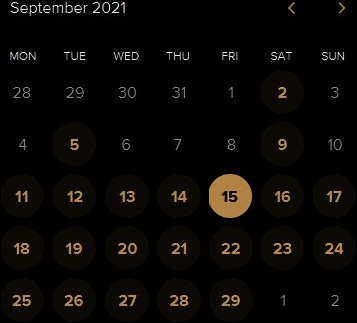 September 2021 < >
MON TUE WED THU FRI SAT SUN
28 29 30 31 1 2 3
4 5 6 7 8 9 10
11 12 13 14 15 16 17
18 19 20 21 22 23 24
25 26 27 28 29 1 2